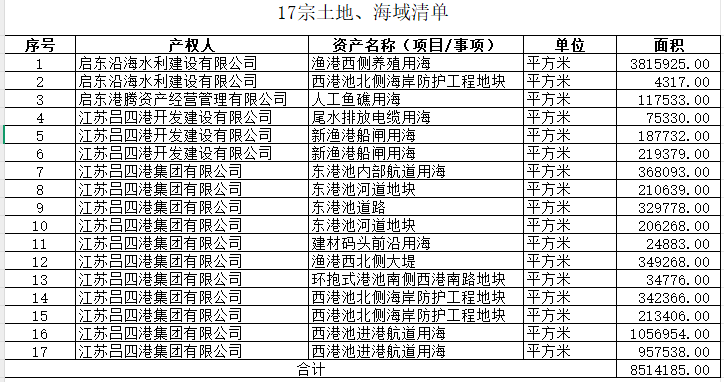 17宗土地、海域清单
序号 产权人 资产名称（项目/事项） 单位 面积
1 启东沿海水利建设有限公司 渔港西侧养殖用海 平方米 3815925.00
2 启东沿海水利建设有限公司 西港池北侧海岸防护工程地块 平方米 4317.00
3 启东港腾资产经营管理有限公司 人工鱼礁用海 平方米 117533.00
4 江苏吕四港开发建设有限公司 尾水排放电缆用海 平方米 75330.00
5 江苏吕四港开发建设有限公司 新渔港船闸用海 平方米 187732.00
6 江苏吕四港开发建设有限公司 新渔港船闸用海 平方米 219379.00
7 江苏吕四港集团有限公司 东港池内部航道用海 平方米 368093.00
8 江苏吕四港集团有限公司 东港池河道地块 平方米 210639.00
9 江苏吕四港集团有限公司 东港池道路 平方米 329778.00
10 江苏吕四港集团有限公司 东港池河道地块 平方米 206268.00
11 江苏吕四港集团有限公司 建材码头前沿用海 平方米 24883.00
12 江苏吕四港集团有限公司 渔港西北侧大堤 平方米 349268.00
13 江苏吕四港集团有限公司 环抱式港池南侧西港南路地块 平方米 34776.00
14 江苏吕四港集团有限公司 西港池北侧海岸防护工程地块 平方米 342366.00
15 江苏吕四港集团有限公司 西港池北侧海岸防护工程地块 平方米 213406.00
16 江苏吕四港集团有限公司 西港池进港航道用海 平方米 1056954.00
17 江苏吕四港集团有限公司 西港池进港航道用海 平方米 957538.00
合计 8514185.00